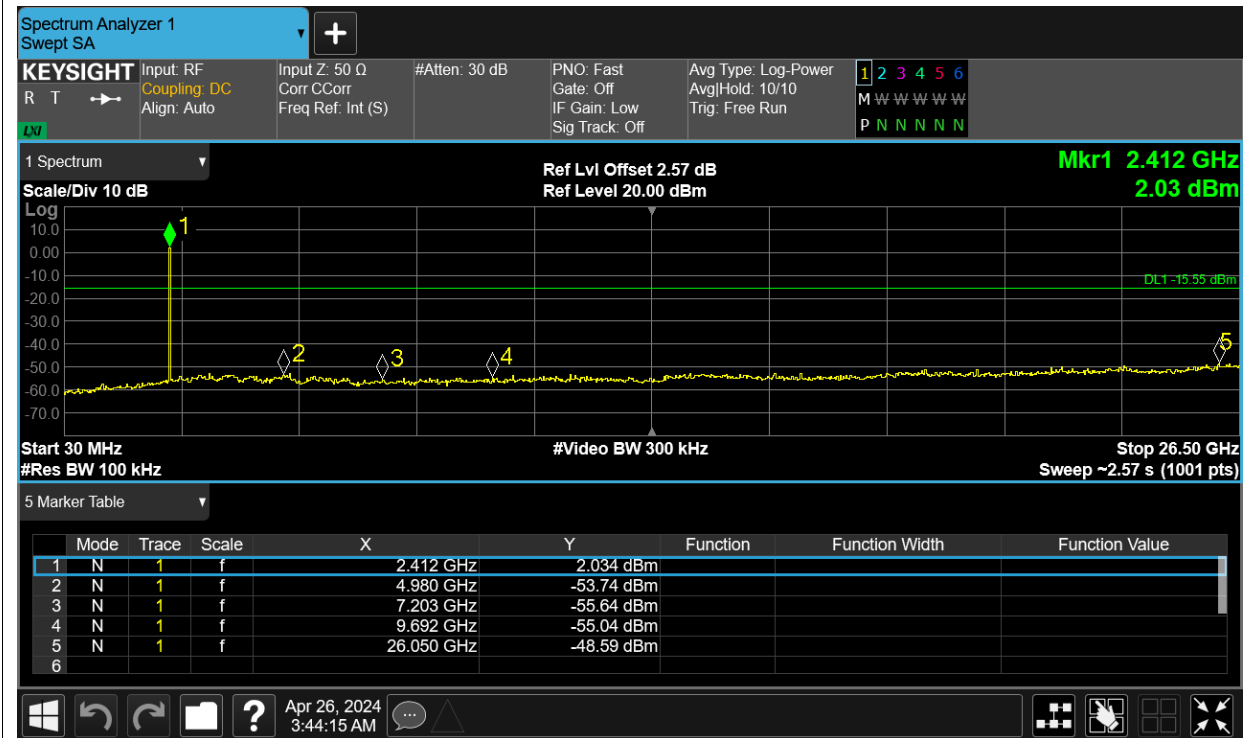 Spectrum Analyzer 1
Swept SA
KEYSIGHT
R T
LXI
Input: RF
Coupling: DC
Align: Auto
Input Z: 50 Ω
Corr CCorr
Freq Ref: Int (S)
#Atten: 30 dB
PNO: Fast
Gate: Off
IF Gain: Low
Sig Track: Off
Avg Type: Log-Power
Avg|Hold: 10/10
Trig: Free Run
1 2 3 4 5 6
M W W W W W
P N N N N N
1 Spectrum
Scale/Div 10 dB
Ref Lvl Offset 2.57 dB
Ref Level 20.00 dBm
Mkr1 2.412 GHz
2.03 dBm
Log
10.0
0.00
-10.0
-20.0
-30.0
-40.0
-50.0
-60.0
-70.0
1
2
3
4
5
DL1 -15.55 dBm
Start 30 MHz
#Res BW 100 kHz
#Video BW 300 kHz
Stop 26.50 GHz
Sweep ~2.57 s (1001 pts)
5 Marker Table
Mode Trace Scale X Y Function Function Width Function Value
1 N 1 f 2.412 GHz 2.034 dBm
2 N 1 f 4.980 GHz -53.74 dBm
3 N 1 f 7.203 GHz -55.64 dBm
4 N 1 f 9.692 GHz -55.04 dBm
5 N 1 f 26.050 GHz -48.59 dBm
6
?
Apr 26, 2024
3:44:15 AM